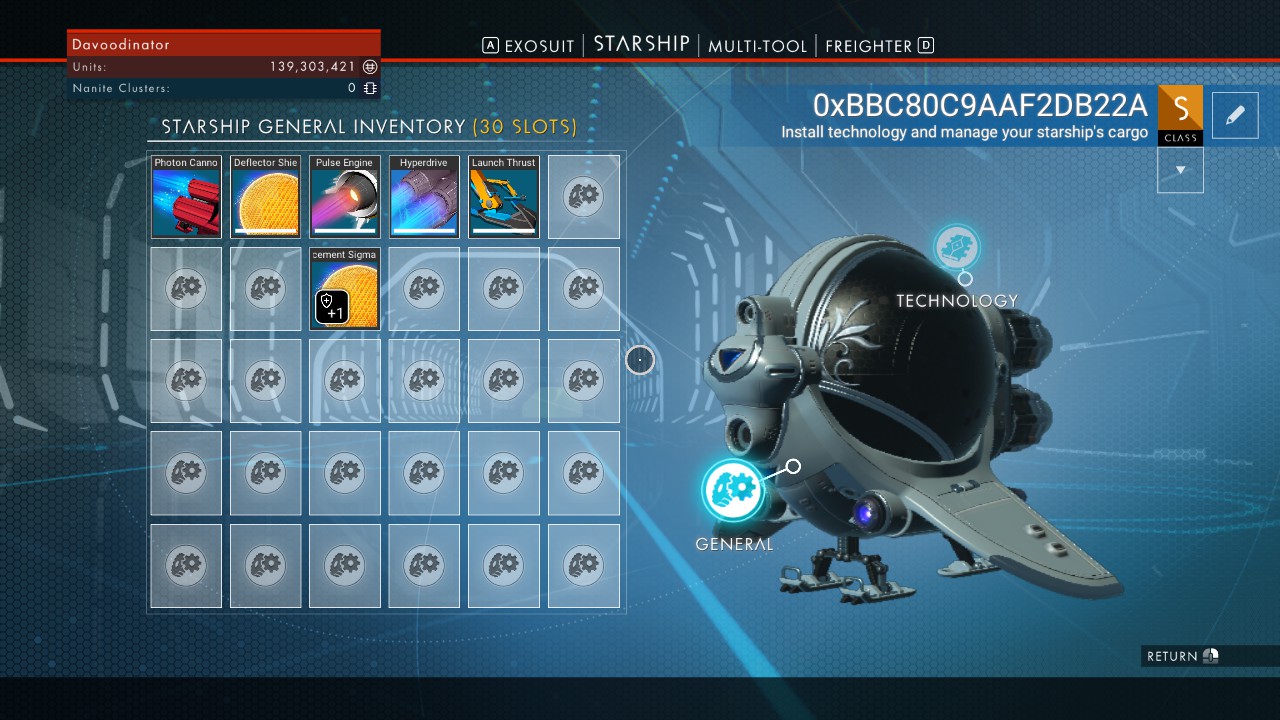 Davoodinator
Units: 139,303,421
Nanite Clusters: 0
A EXOSUIT STARSHIP MULTI-TOOL FREIGHTER D
0xBBC80C9AAF2DB22A
Install technology and manage your starship's cargo
S
CLASS
STARSHIP GENERAL INVENTORY (30 SLOTS)
Photon Canno Deflector Shie Pulse Engine Hyperdrive Launch Thrust
cement Sigma
+1
TECHNOLOGY
GENERAL
RETURN